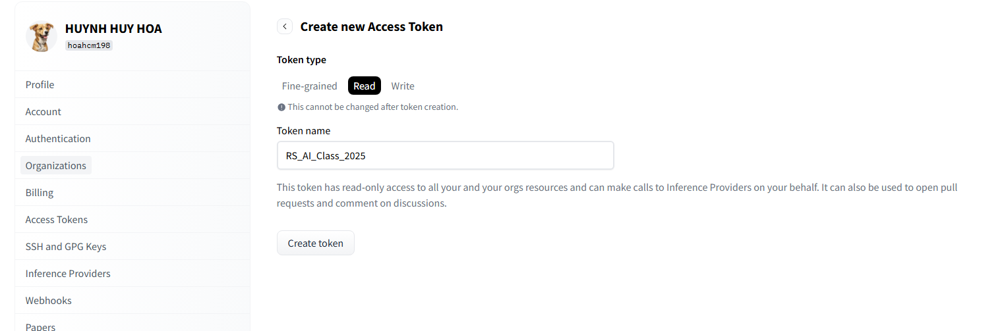 HUYNH HUY HOA
hoahcm198
Profile
Account
Authentication
Organizations
Billing
Access Tokens
SSH and GPG Keys
Inference Providers
Webhooks
Papers
Create new Access Token
Token type
Fine-grained Read Write
This cannot be changed after token creation.
Token name
RS_AI_Class_2025
This token has read-only access to all your and your orgs resources and can make calls to Inference Providers on your behalf. It can also be used to open pull
requests and comment on discussions.
Create token